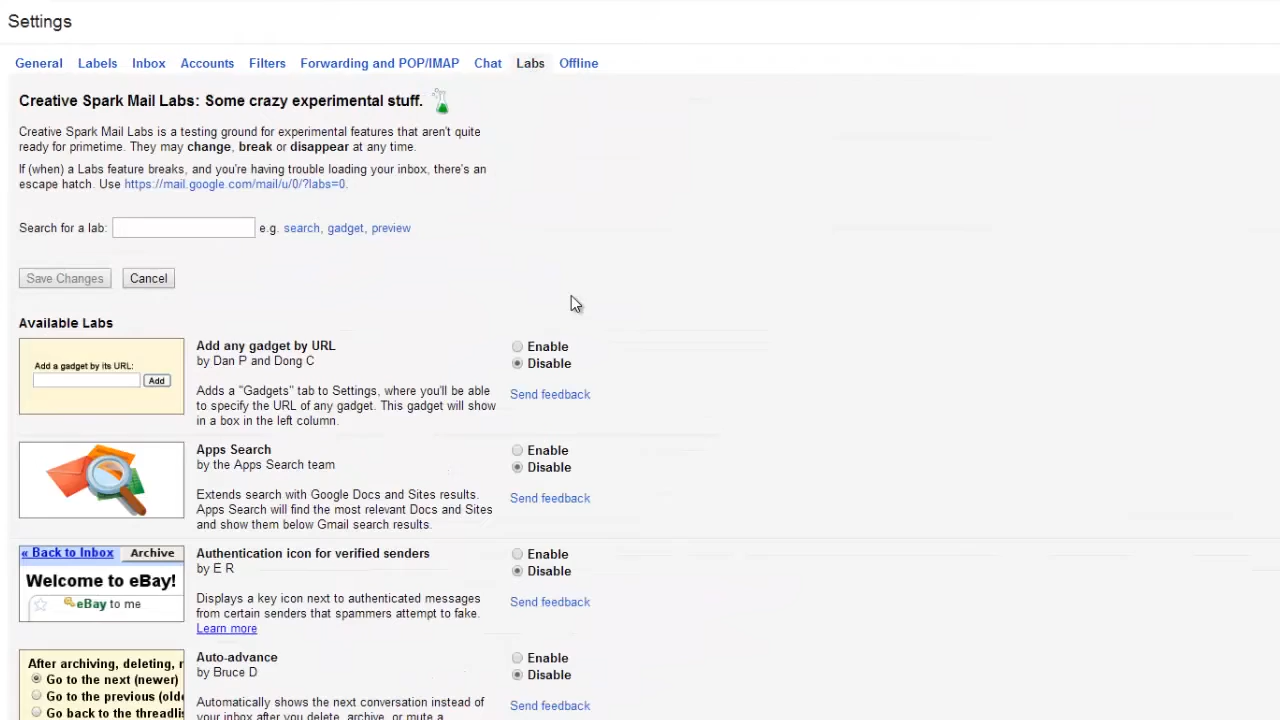 Settings
General Labels Inbox Accounts Filters Forwarding and POP/IMAP Chat Labs Offline
Creative Spark Mail Labs: Some crazy experimental stuff.
Creative Spark Mail Labs is a testing ground for experimental features that aren't quite
ready for primetime. They may change, break or disappear at any time.
If (when) a Labs feature breaks, and you're having trouble loading your inbox, there's an
escape hatch. Use https://mail.google.com/mail/u/0/?labs=0.
Search for a lab: e.g. search, gadget, preview
Save Changes Cancel
Available Labs
Add a gadget by its URL:
Add
Add any gadget by URL
by Dan P and Dong C
Adds a "Gadgets" tab to Settings, where you'll be able
to specify the URL of any gadget. This gadget will show
in a box in the left column.
Enable
Disable
Send feedback
Apps Search
by the Apps Search team
Extends search with Google Docs and Sites results.
Apps Search will find the most relevant Docs and Sites
and show them below Gmail search results.
Enable
Disable
Send feedback
« Back to Inbox Archive
Welcome to eBay!
eBay to me
Authentication icon for verified senders
by E R
Displays a key icon next to authenticated messages
from certain senders that spammers attempt to fake.
Learn more
Enable
Disable
Send feedback
After archiving, deleting, r
Go to the next (newer)
Go to the previous (olde
Go back to the threadlis
Auto-advance
by Bruce D
Automatically shows the next conversation instead of
your inbox after you delete, archive, or mute a
Enable
Disable
Send feedback